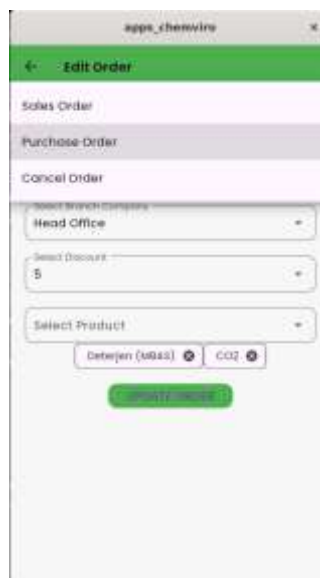 apps_chemviro ×
← Edit Order
Sales Order
Purchase Order
Cancel Order
Select Branch Company
Head Office
Select Discount
5
Select Product
Deterjen (MBAS) CO2
UPDATE ORDER